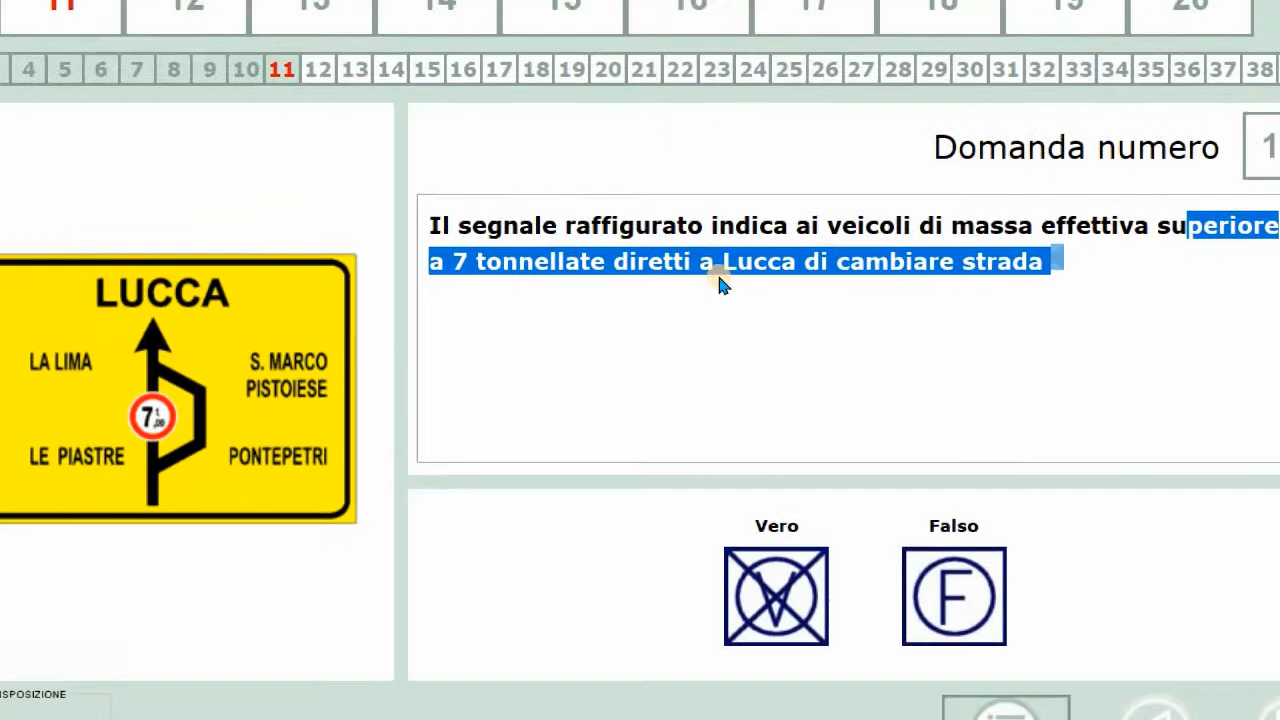 11 12 13 14 15 16 17 18 19 20
4 5 6 7 8 9 10 11 12 13 14 15 16 17 18 19 20 21 22 23 24 25 26 27 28 29 30 31 32 33 34 35 36 37 38
Domanda numero 1
Il segnale raffigurato indica ai veicoli di massa effettiva superiore
a 7 tonnellate diretti a Lucca di cambiare strada
LUCCA
LA LIMA
S. MARCO
PISTOIESE
7 t. ,00
LE PIASTRE
PONTEPETRI
Vero Falso
V F
ISPOSIZIONE